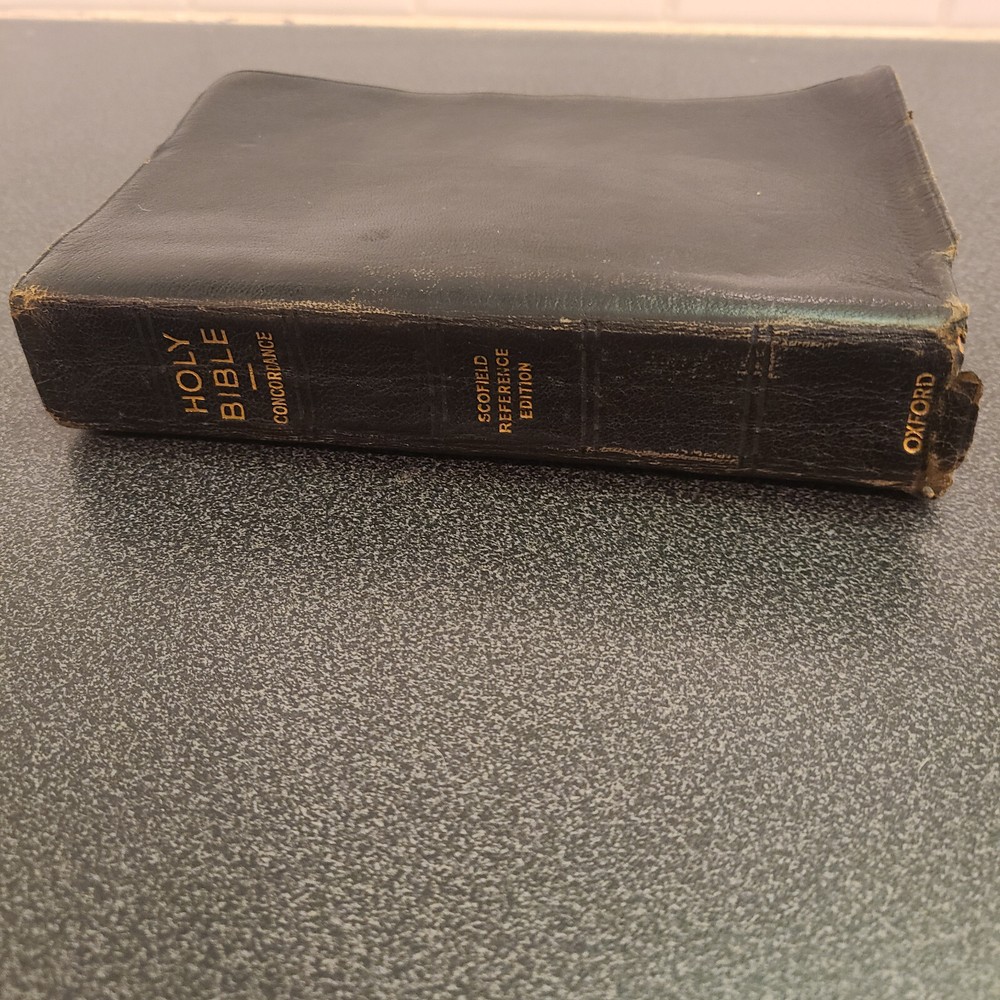 HOLY
BIBLE
CONCORDANCE
SCOFIELD
REFERENCE
EDITION
OXFORD